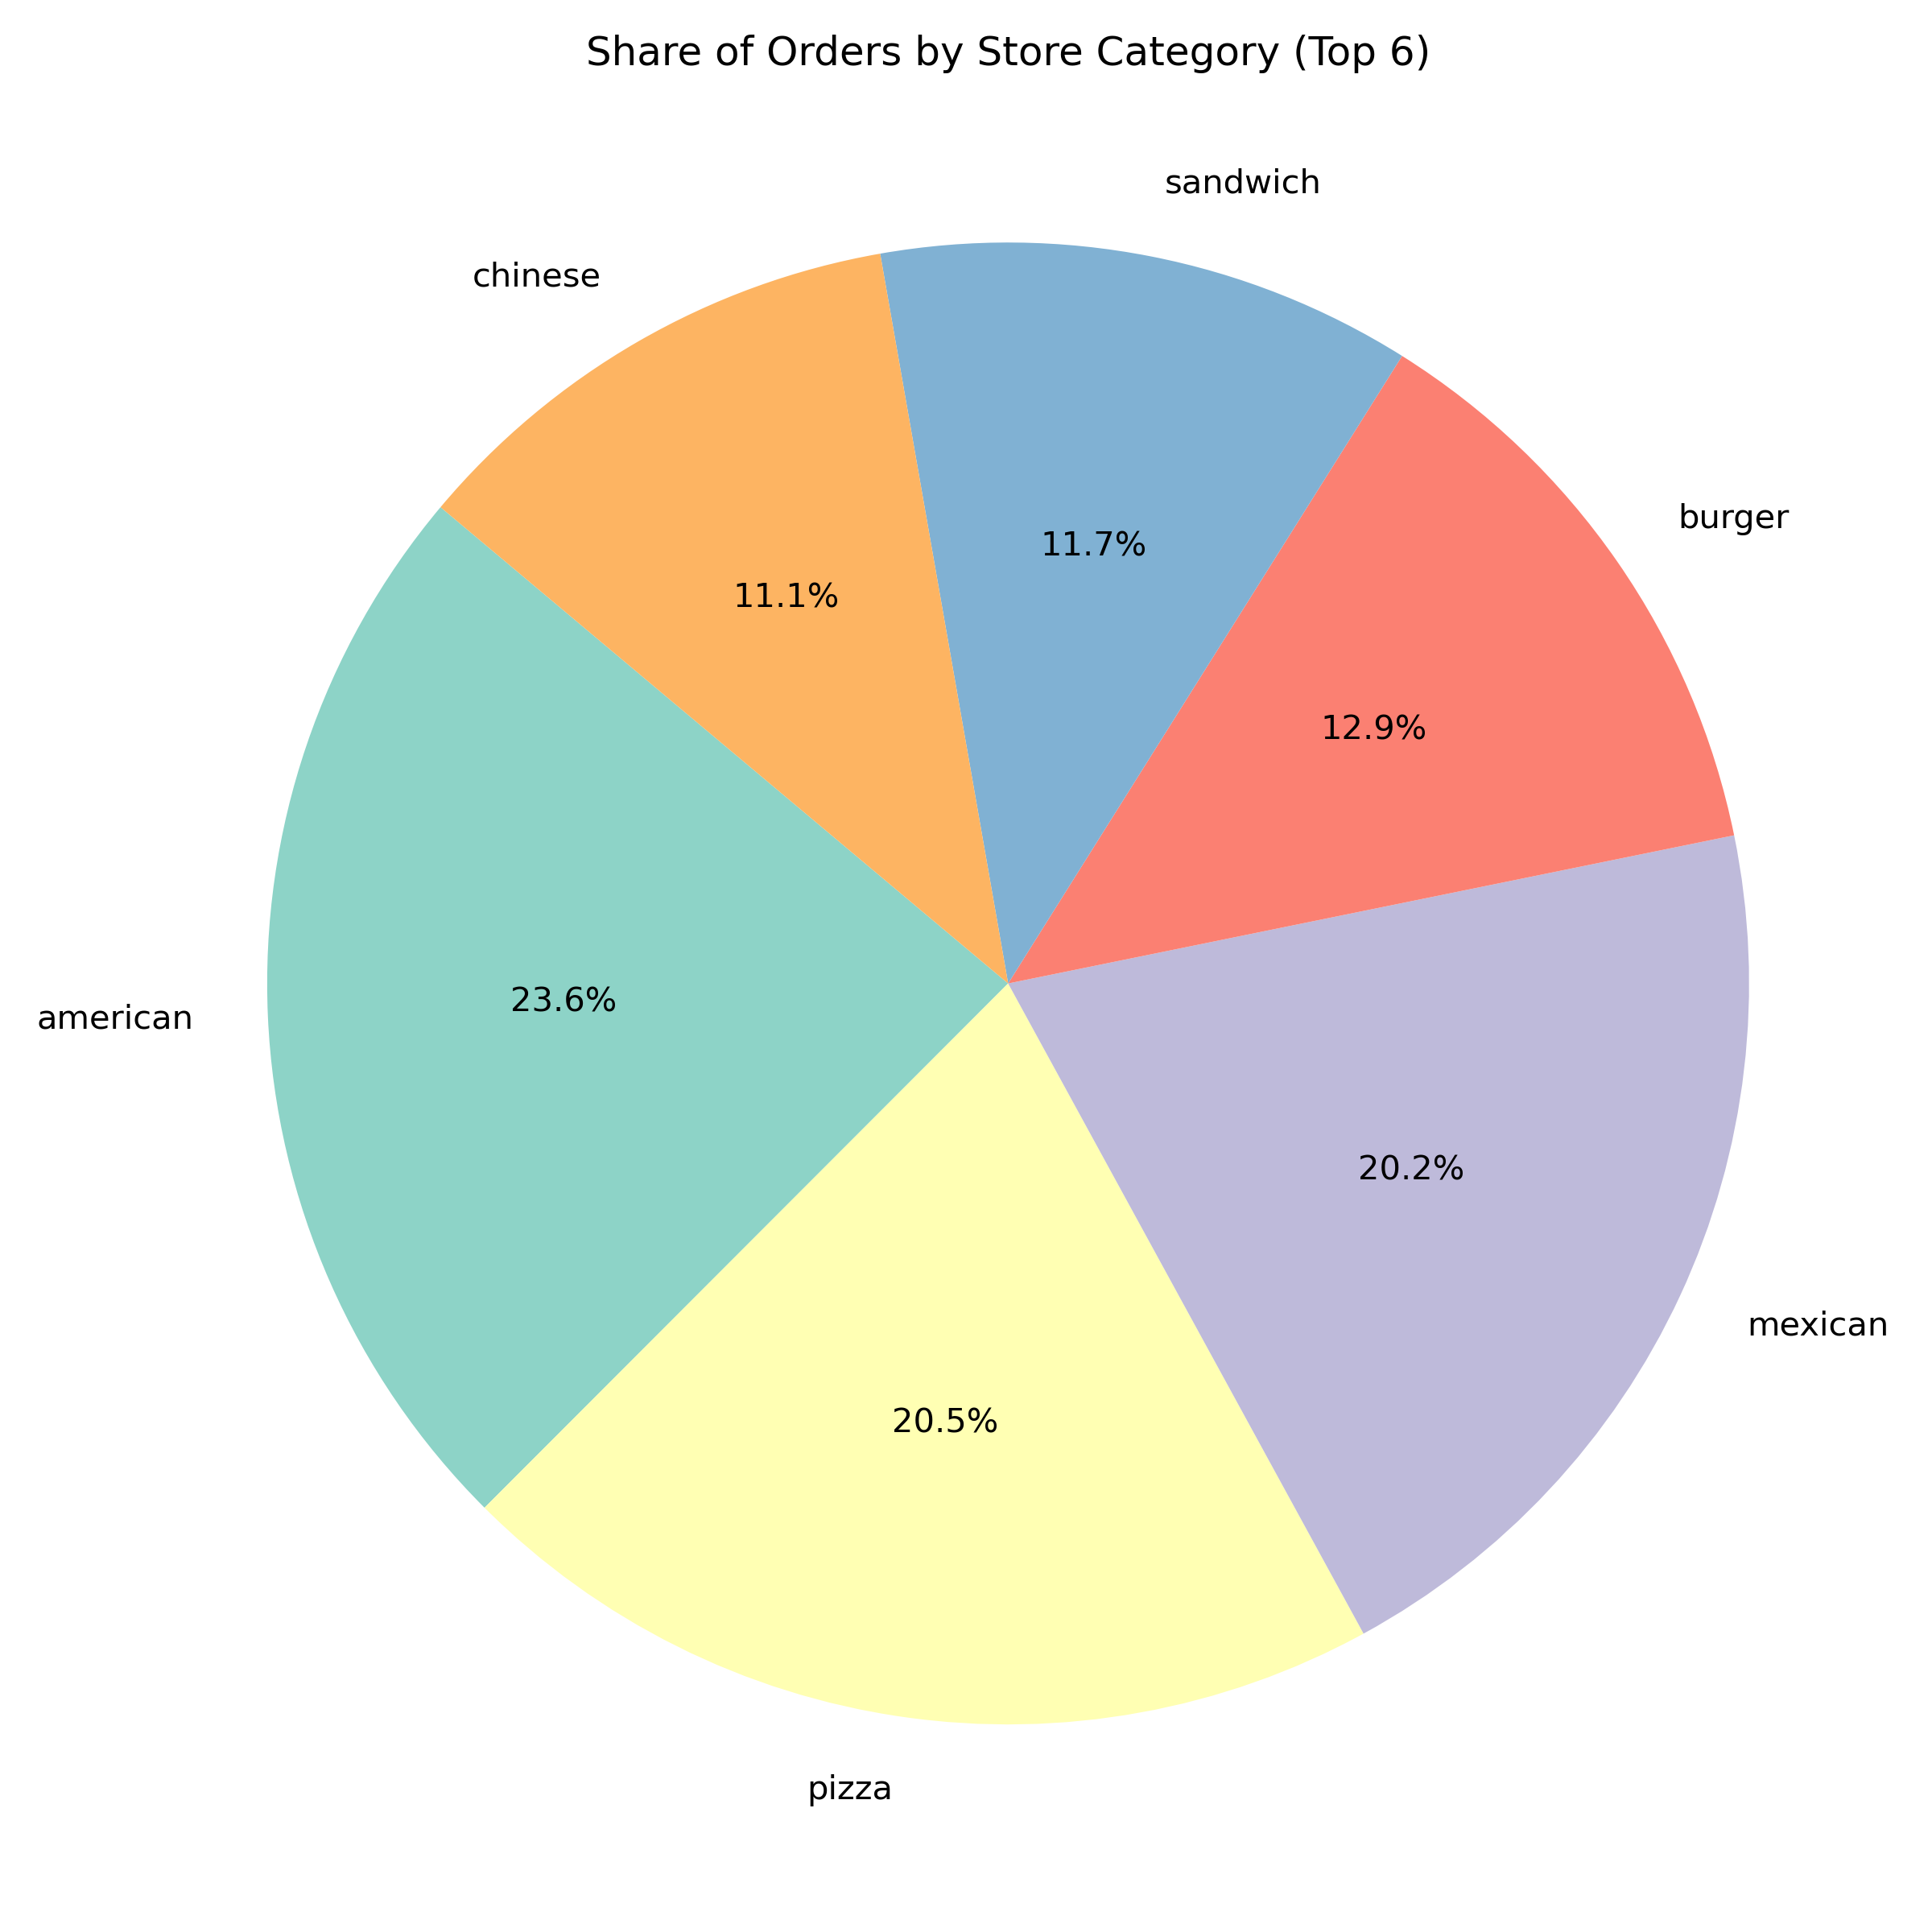 Share of Orders by Store Category (Top 6)
sandwich
chinese
burger
11.7%
11.1%
12.9%
23.6%
american
20.2%
mexican
20.5%
pizza